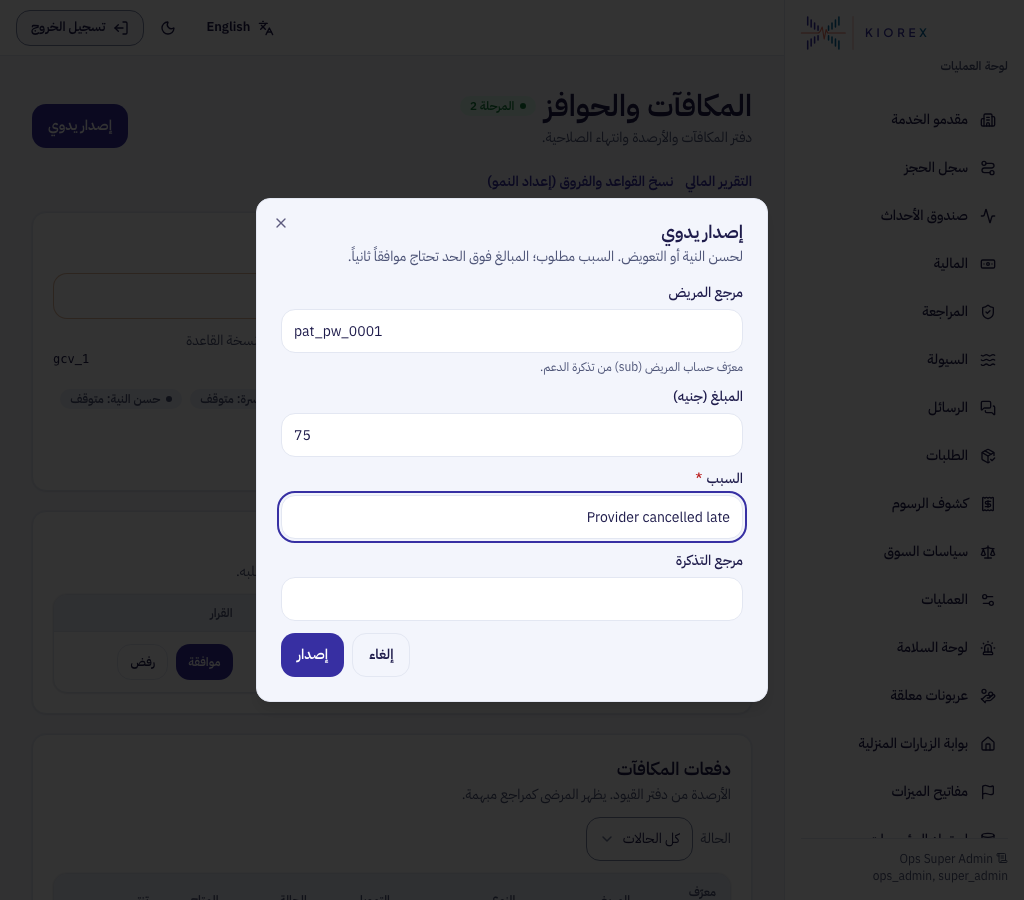 KIOREX
لوحة العمليات
مقدمو الخدمة
سجل الحجز
صندوق الأحداث
المالية
المراجعة
السيولة
الرسائل
الطلبات
كشوف الرسوم
سياسات السوق
العمليات
لوحة السلامة
عربونات معلقة
بوابة الزيارات المنزلية
مفاتيح الميزات
Ops Super Admin
ops_admin, super_admin
English
تسجيل الخروج
المكافآت والحوافز
المرحلة 2
دفتر المكافآت والأرصدة وانتهاء الصلاحية.
إصدار يدوي
التقرير المالي
نسخ القواعد والفروق (إعداد النمو)
نسخة القاعدة
gcv_1
حسن النية: متوقف
القرار
موافقة
رفض
إصدار يدوي
لحسن النية أو التعويض. السبب مطلوب؛ المبالغ فوق الحد تحتاج موافقاً ثانياً.
مرجع المريض
pat_pw_0001
معرّف حساب المريض (sub) من تذكرة الدعم.
المبلغ (جنيه)
75
السبب *
Provider cancelled late
مرجع التذكرة
إلغاء
إصدار
دفعات المكافآت
الأرصدة من دفتر القيود. يظهر المرضى كمراجع مبهمة.
الحالة
كل الحالات
معرّف